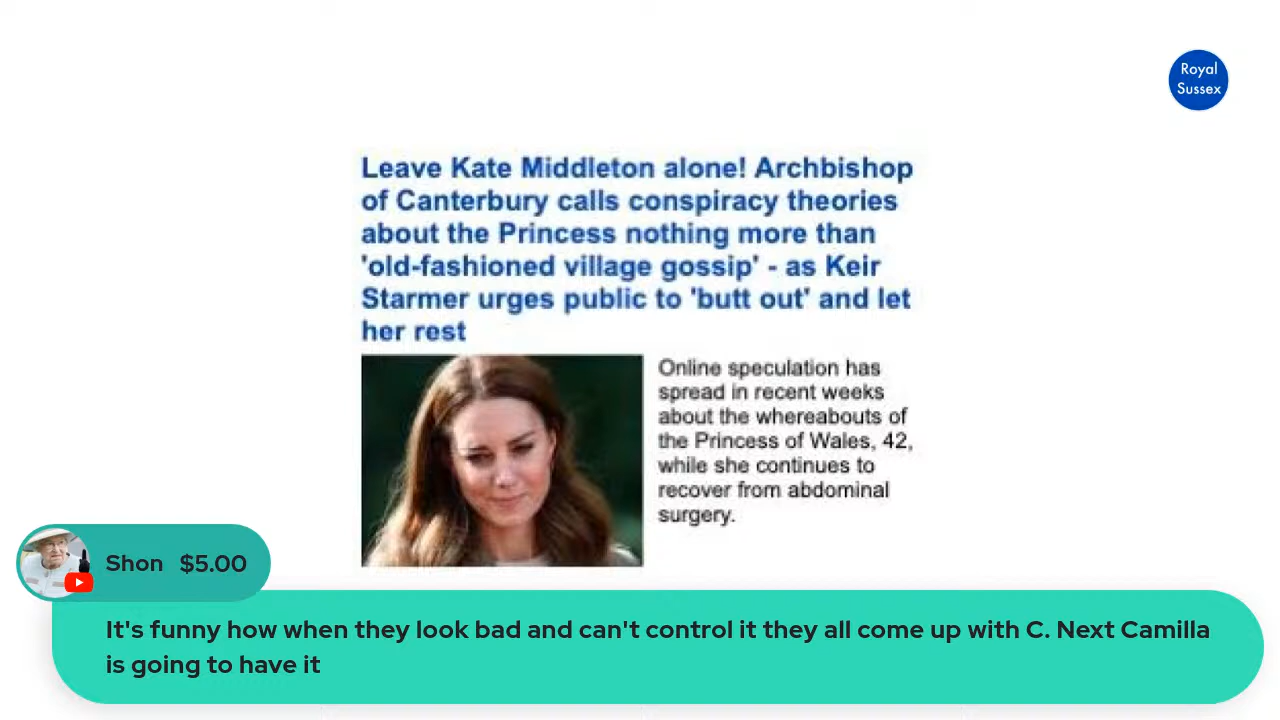 Royal
Sussex
Leave Kate Middleton alone! Archbishop
of Canterbury calls conspiracy theories
about the Princess nothing more than
'old-fashioned village gossip' - as Keir
Starmer urges public to 'butt out' and let
her rest
Online speculation has
spread in recent weeks
about the whereabouts of
the Princess of Wales, 42,
while she continues to
recover from abdominal
surgery.
Shon $5.00
It's funny how when they look bad and can't control it they all come up with C. Next Camilla
is going to have it